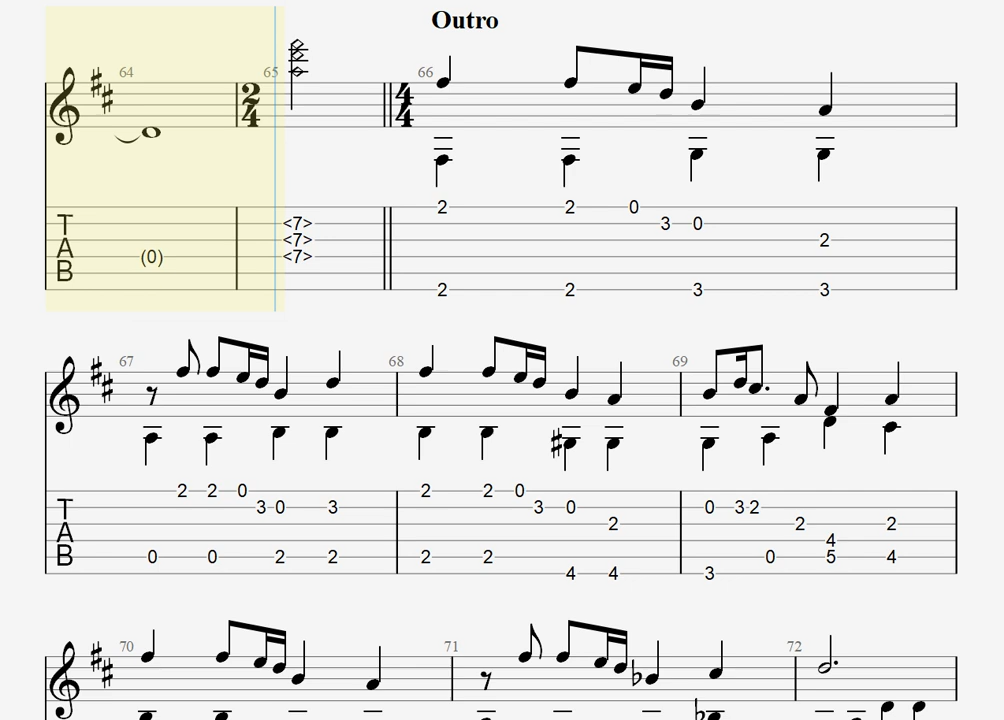 Outro
64 65 66
2 4 4 4
T A B (0) <7> 2 2 0
<7> 3 0
<7> 2
2 2 3 3
67 68 69
2 2 0 2 2 0
T 3 0 3 3 0 0 3 2
A 2 2 2
4
B 0 0 2 2 2 2 0 5 4
4 4 3
70 71 72